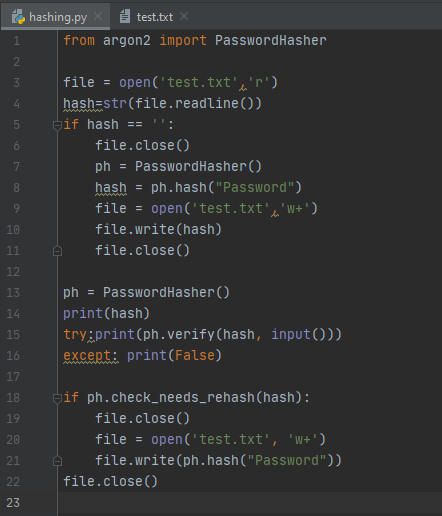 hashing.py × test.txt ×
1 from argon2 import PasswordHasher
2
3 file = open('test.txt','r')
4 hash=str(file.readline())
5 if hash == '':
6     file.close()
7     ph = PasswordHasher()
8     hash = ph.hash("Password")
9     file = open('test.txt','w+')
10     file.write(hash)
11     file.close()
12
13 ph = PasswordHasher()
14 print(hash)
15 try:print(ph.verify(hash, input()))
16 except: print(False)
17
18 if ph.check_needs_rehash(hash):
19     file.close()
20     file = open('test.txt', 'w+')
21     file.write(ph.hash("Password"))
22 file.close()
23